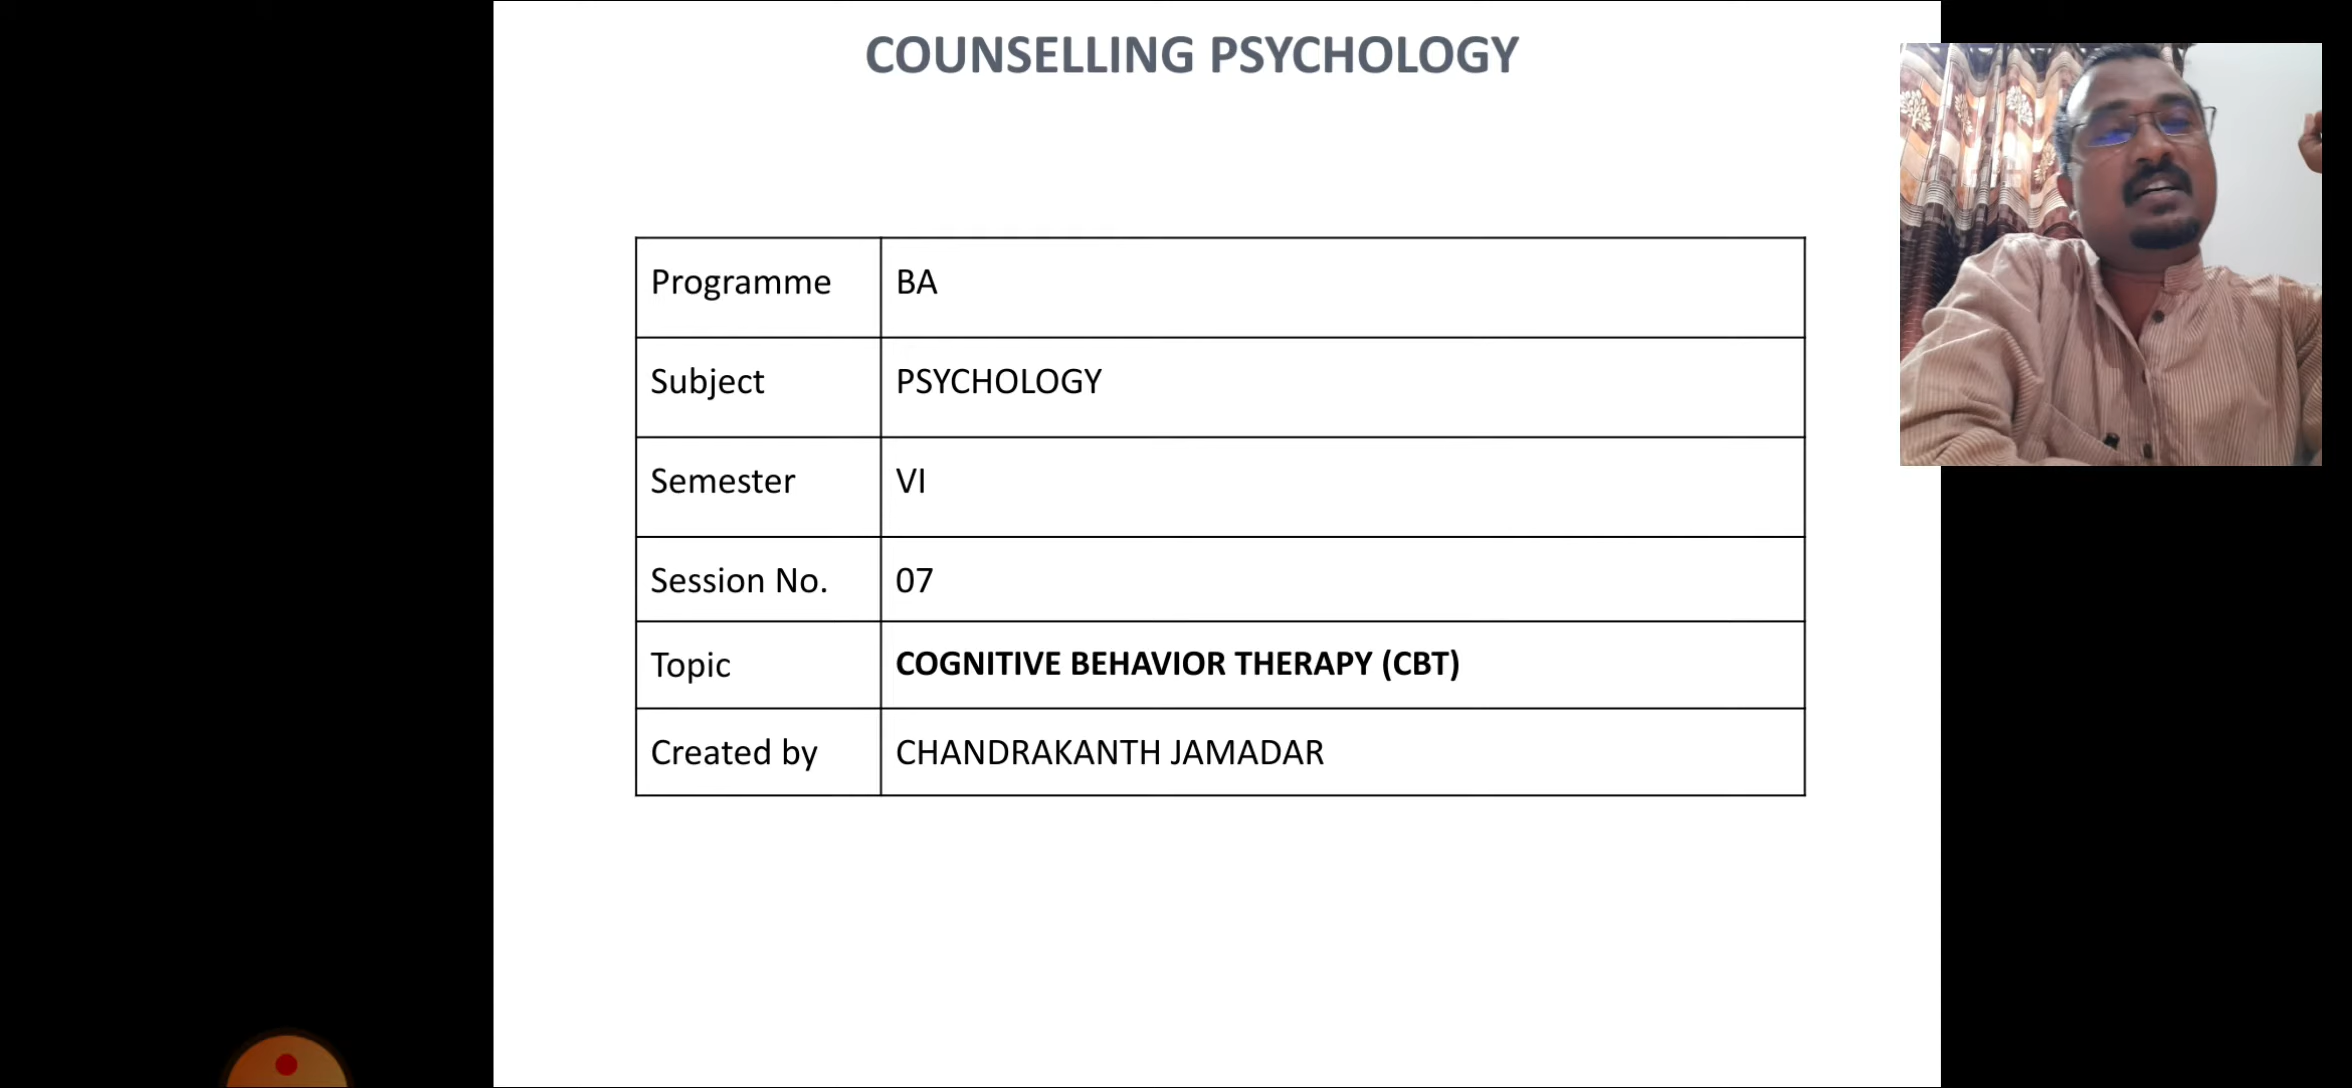 COUNSELLING PSYCHOLOGY
Programme BA
Subject PSYCHOLOGY
Semester VI
Session No. 07
Topic COGNITIVE BEHAVIOR THERAPY (CBT)
Created by CHANDRAKANTH JAMADAR